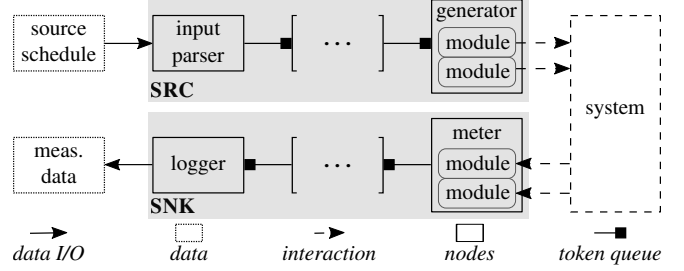 source
schedule
input
parser
...
generator
module
module
SRC
system
meas.
data
logger
...
meter
module
module
SNK
data I/O
data
interaction
nodes
token queue